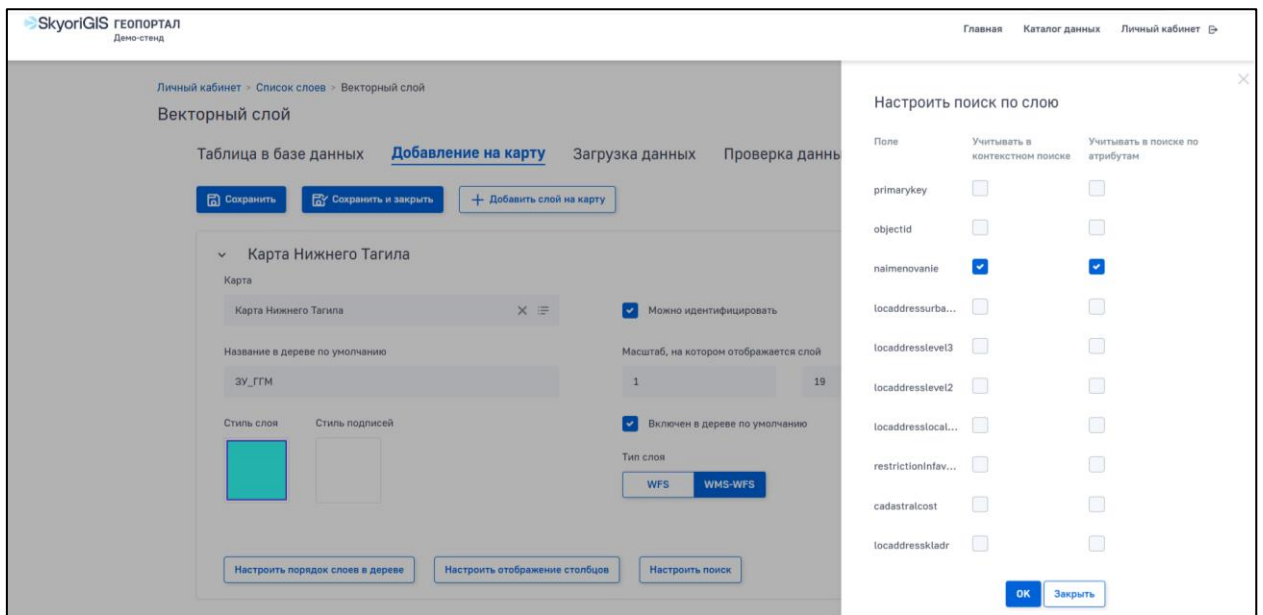 SkyoriGIS ГЕОПОРТАЛ
Демо-стенд
Главная Каталог данных Личный кабинет
Личный кабинет > Список слоев > Векторный слой
Векторный слой
Таблица в базе данных Добавление на карту Загрузка данных Проверка данны
Сохранить Сохранить и закрыть Добавить слой на карту
Карта Нижнего Тагила
Карта
Карта Нижнего Тагила
Можно идентифицировать
Название в дереве по умолчанию
Масштаб, на котором отображается слой
ЗУ_ГГМ
1 19
Стиль слоя Стиль подписей
Включен в дереве по умолчанию
Тип слоя
WFS WMS-WFS
Настроить порядок слоев в дереве Настроить отображение столбцов Настроить поиск
Настроить поиск по слою
Поле
Учитывать в контекстном поиске
Учитывать в поиске по атрибутам
primarykey
objectid
naimenovanie
locaddressurba...
locaddresslevel3
locaddresslevel2
locaddresslocal...
restrictioninfav...
cadastralcost
locaddresskladr
ОК Закрыть